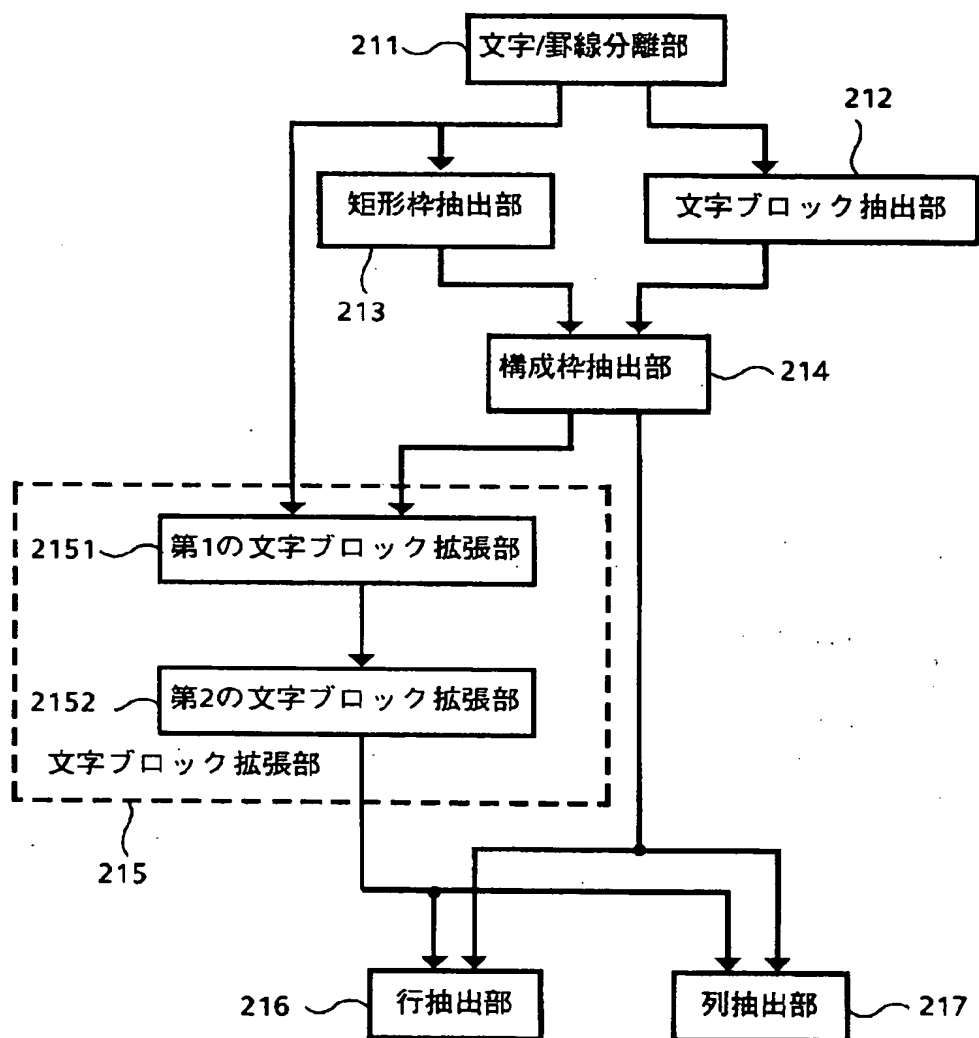 211
文字/罫線分離部
212
矩形枠抽出部
文字ブロック抽出部
213
構成枠抽出部
214
2151
第1の文字ブロック拡張部
2152
第2の文字ブロック拡張部
文字ブロック拡張部
215
216
行抽出部
列抽出部
217